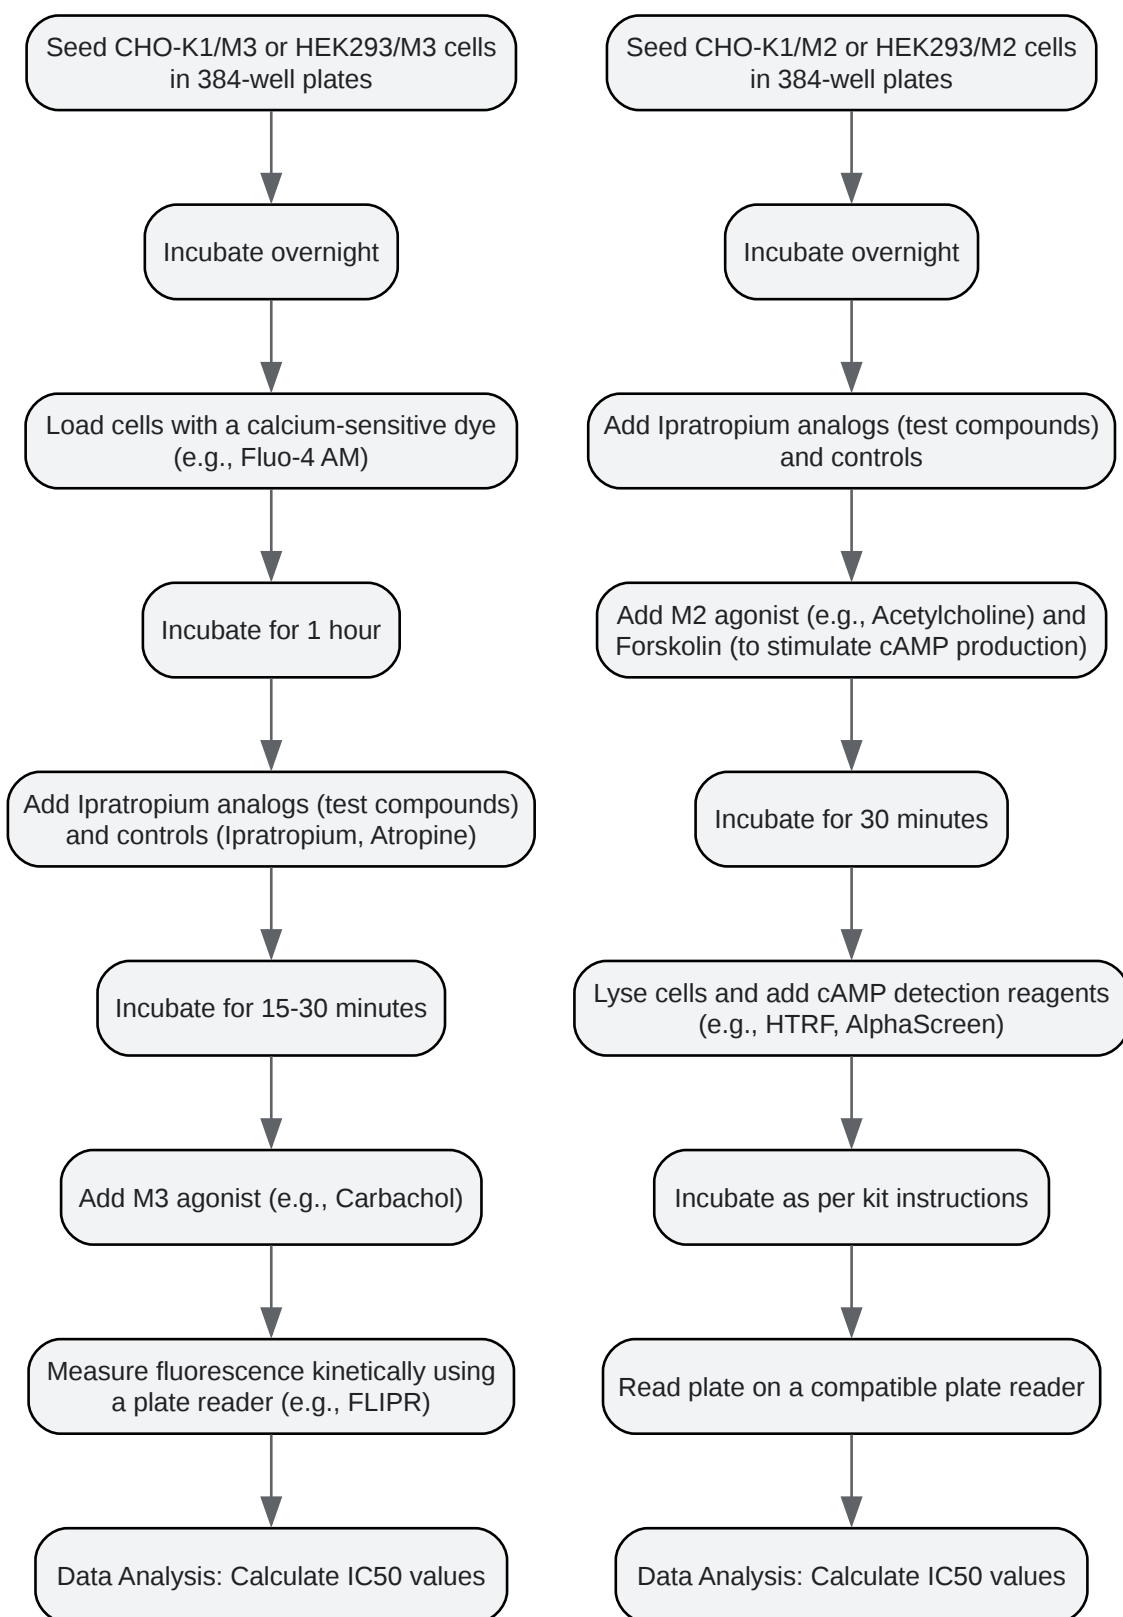 Seed CHO-K1/M3 or HEK293/M3 cells
in 384-well plates
Incubate overnight
Load cells with a calcium-sensitive dye
(e.g., Fluo-4 AM)
Incubate for 1 hour
Add Ipratropium analogs (test compounds)
and controls (Ipratropium, Atropine)
Incubate for 15-30 minutes
Add M3 agonist (e.g., Carbachol)
Measure fluorescence kinetically using
a plate reader (e.g., FLIPR)
Data Analysis: Calculate IC50 values
Seed CHO-K1/M2 or HEK293/M2 cells
in 384-well plates
Incubate overnight
Add Ipratropium analogs (test compounds)
and controls
Add M2 agonist (e.g., Acetylcholine) and
Forskolin (to stimulate cAMP production)
Incubate for 30 minutes
Lyse cells and add cAMP detection reagents
(e.g., HTRF, AlphaScreen)
Incubate as per kit instructions
Read plate on a compatible plate reader
Data Analysis: Calculate IC50 values